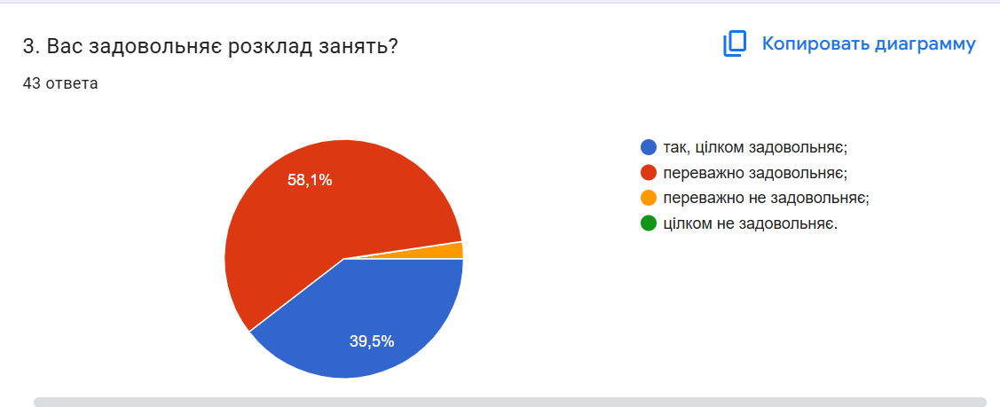 3. Вас задовольняє розклад занять?
Копировать диаграмму
43 ответа
58,1%
39,5%
так, цілком задовольняє;
переважно задовольняє;
переважно не задовольняє;
цілком не задовольняє.